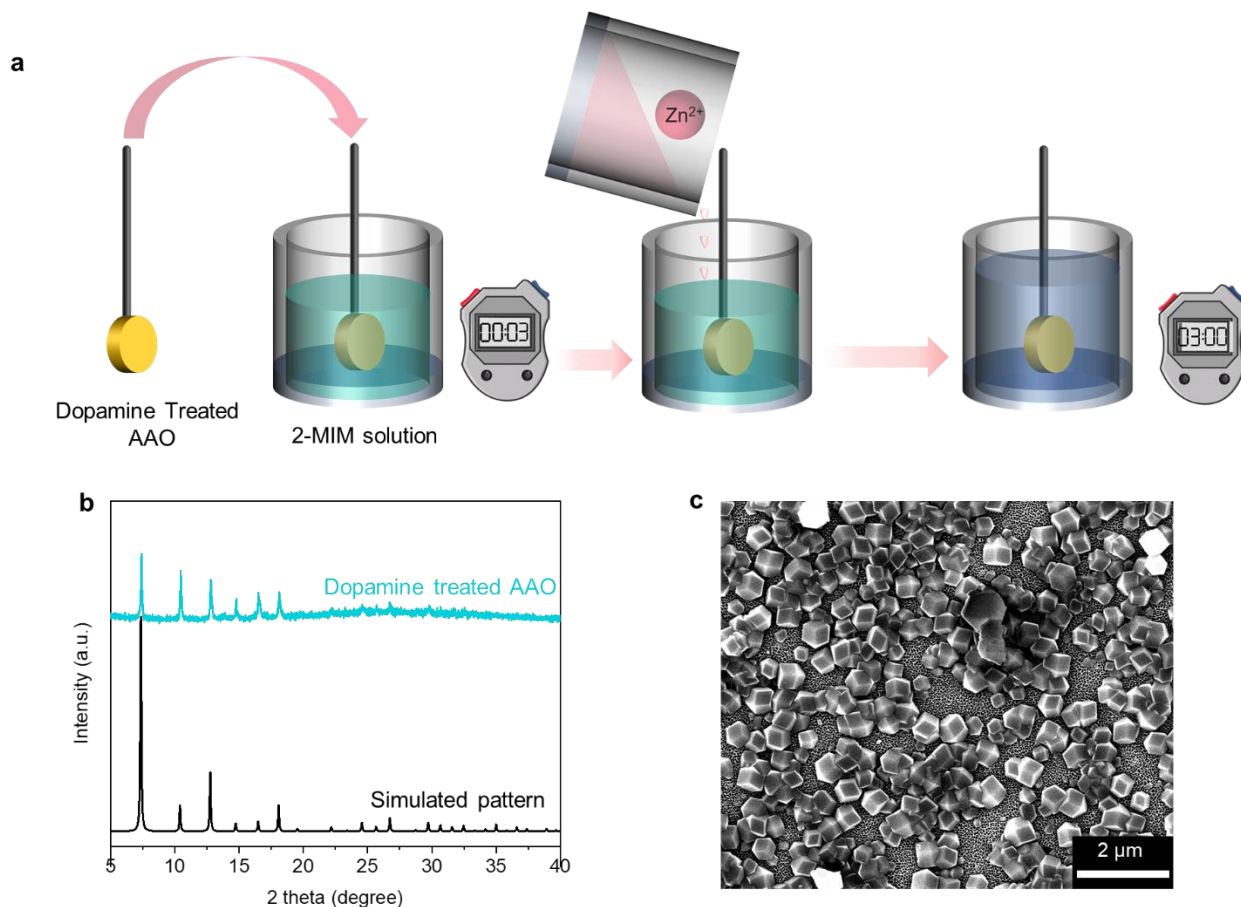 a
Zn²⁺
00:03
03:00
Dopamine Treated
AAO
2-MIM solution
b
Dopamine treated AAO
Simulated pattern
Intensity (a.u.)
5 10 15 20 25 30 35 40
2 theta (degree)
c
2 µm